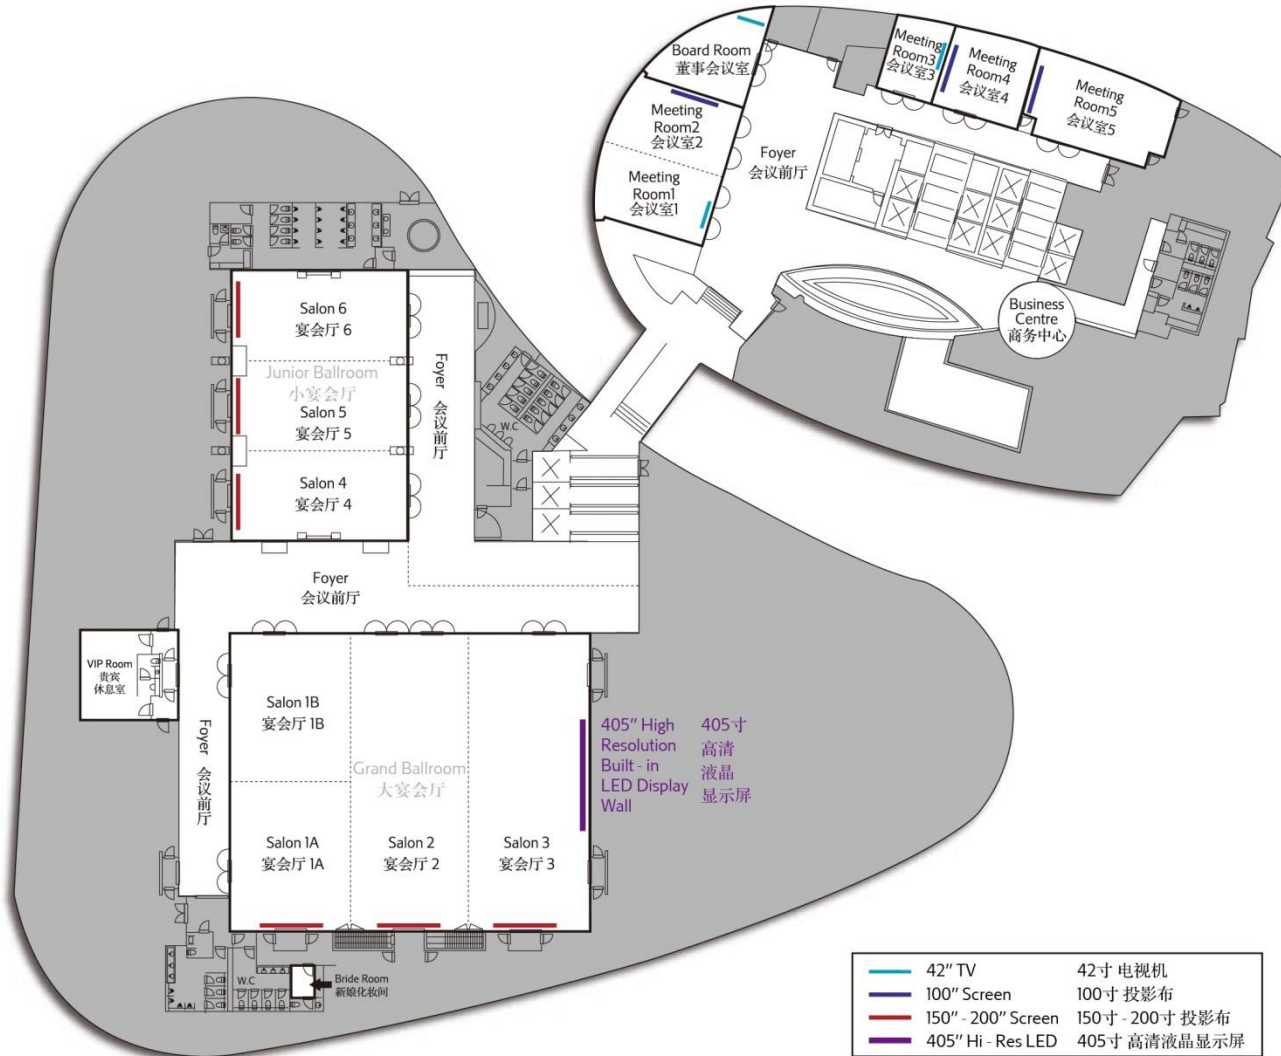 Board Room
董事会议室
Meeting
Room3
会议室3
Meeting
Room4
会议室4
Meeting
Room5
会议室5
Meeting
Room2
会议室2
Meeting
Room1
会议室1
Foyer
会议前厅
Business
Centre
商务中心
Salon 6
宴会厅 6
Junior Ballroom
小宴会厅
Salon 5
宴会厅 5
Salon 4
宴会厅 4
Foyer 会议前厅
W.C
Foyer
会议前厅
VIP Room
贵宾
休息室
Foyer 会议前厅
Salon 1B
宴会厅 1B
Grand Ballroom
大宴会厅
Salon 1A
宴会厅 1A
Salon 2
宴会厅 2
Salon 3
宴会厅 3
405" High
Resolution
Built - in
LED Display
Wall
405寸
高清
液晶
显示屏
W.C
Bride Room
新娘化妆间
42" TV 42寸 电视机
100" Screen 100寸 投影布
150" - 200" Screen 150寸 - 200寸 投影布
405" Hi - Res LED 405寸 高清液晶显示屏